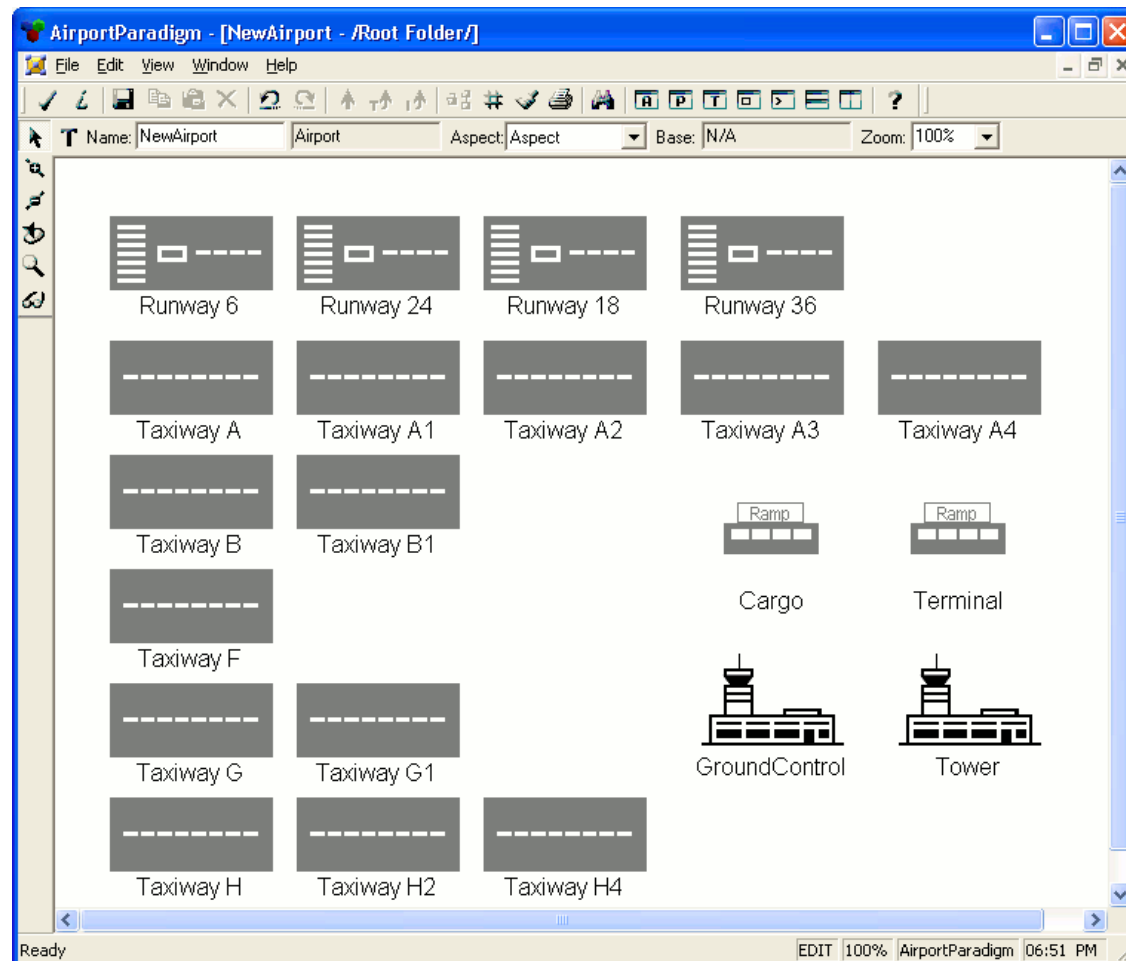 AirportParadigm - [NewAirport - /Root Folder/]
File Edit View Window Help
A P T ?
T Name: NewAirport Airport Aspect: Aspect Base: N/A Zoom: 100%
Runway 6 Runway 24 Runway 18 Runway 36
Taxiway A Taxiway A1 Taxiway A2 Taxiway A3 Taxiway A4
Taxiway B Taxiway B1
Ramp Ramp
Cargo Terminal
Taxiway F
Taxiway G Taxiway G1
GroundControl Tower
Taxiway H Taxiway H2 Taxiway H4
Ready EDIT 100% AirportParadigm 06:51 PM